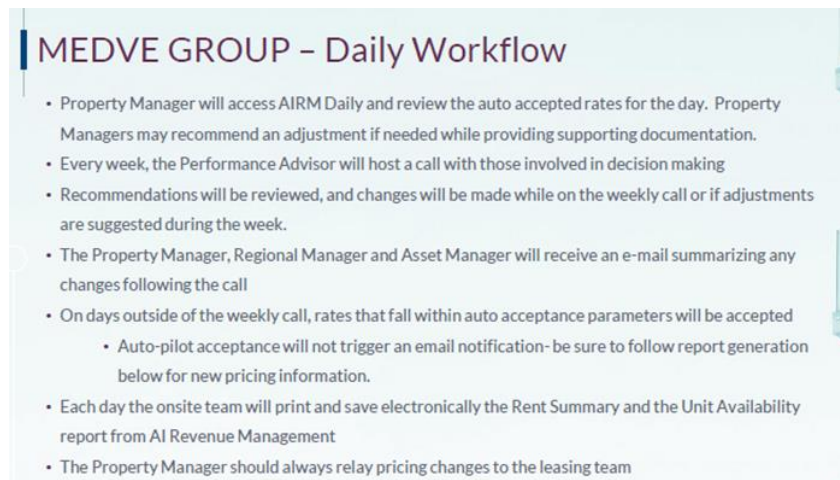 MEDVE GROUP – Daily Workflow
• Property Manager will access AIRM Daily and review the auto accepted rates for the day. Property
Managers may recommend an adjustment if needed while providing supporting documentation.
• Every week, the Performance Advisor will host a call with those involved in decision making
• Recommendations will be reviewed, and changes will be made while on the weekly call or if adjustments
are suggested during the week.
• The Property Manager, Regional Manager and Asset Manager will receive an e-mail summarizing any
changes following the call
• On days outside of the weekly call, rates that fall within auto acceptance parameters will be accepted
• Auto-pilot acceptance will not trigger an email notification- be sure to follow report generation
below for new pricing information.
• Each day the onsite team will print and save electronically the Rent Summary and the Unit Availability
report from AI Revenue Management
• The Property Manager should always relay pricing changes to the leasing team